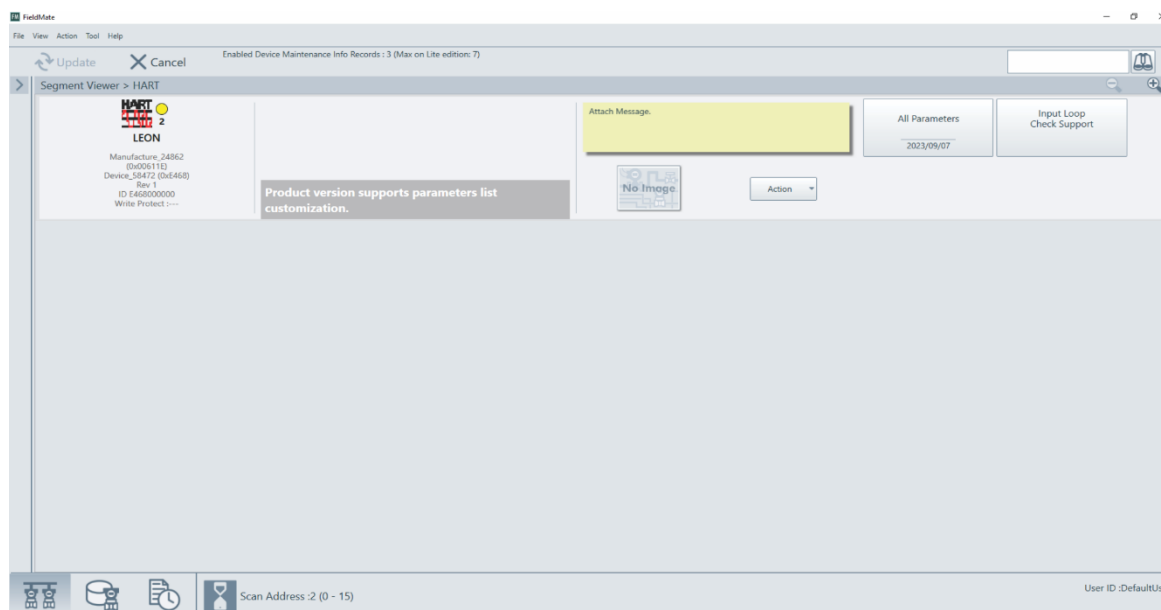 FM FieldMate
File View Action Tool Help
Update Cancel Enabled Device Maintenance Info Records : 3 (Max on Lite edition: 7)
Segment Viewer > HART
HART
2
LEON
Manufacture_24862
(0x00611E)
Device_58472 (0xE468)
Rev 1
ID E468000000
Write Protect :---
Product version supports parameters list
customization.
Attach Message.
No Image
Action
All Parameters
2023/09/07
Input Loop
Check Support
Scan Address :2 (0 - 15)
User ID :DefaultUs